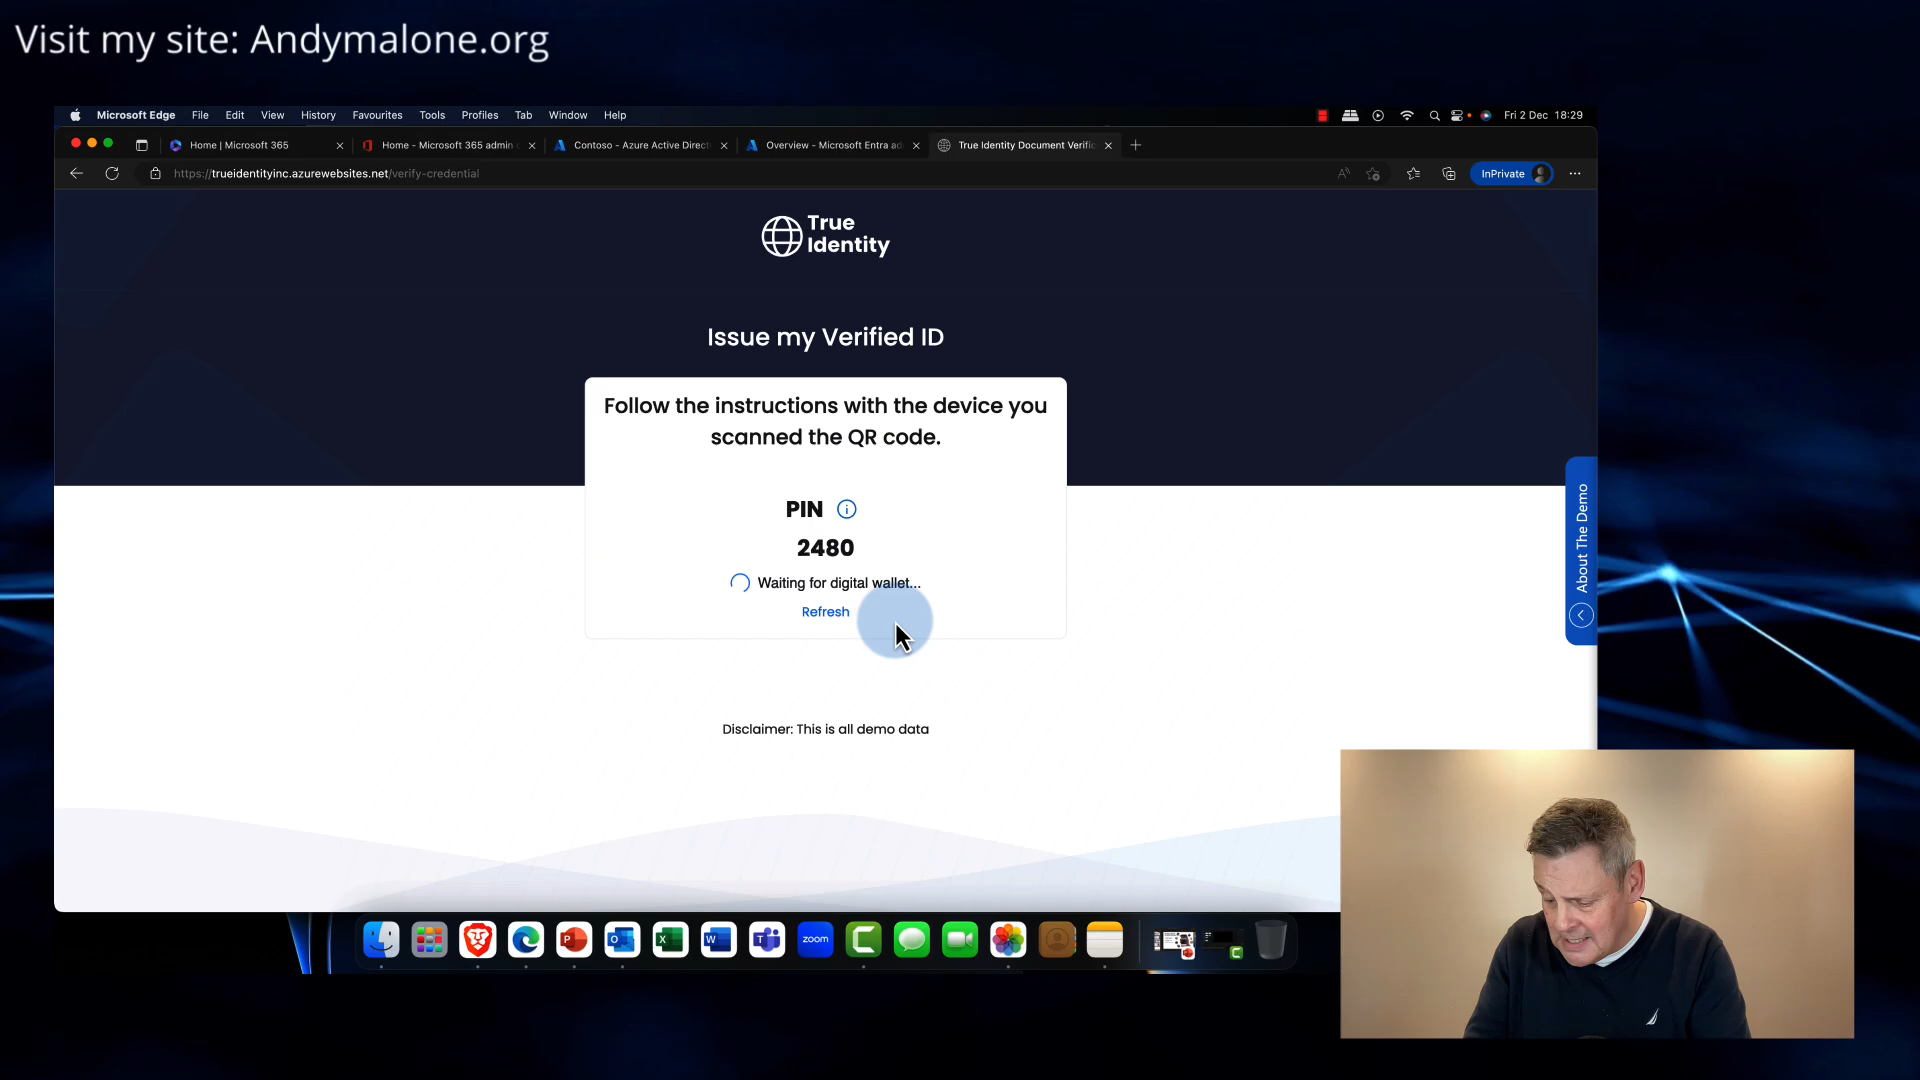 Visit my site: Andymalone.org
Microsoft Edge File Edit View History Favourites Tools Profiles Tab Window Help Fri 2 Dec 18:29
Home | Microsoft 365 Home - Microsoft 365 admin Contoso - Azure Active Direct Overview - Microsoft Entra ad True Identity Document Verific
https://trueidentityinc.azurewebsites.net/verify-credential InPrivate
True
Identity
Issue my Verified ID
Follow the instructions with the device you
scanned the QR code.
PIN
2480
Waiting for digital wallet...
Refresh
About The Demo
Disclaimer: This is all demo data
zoom